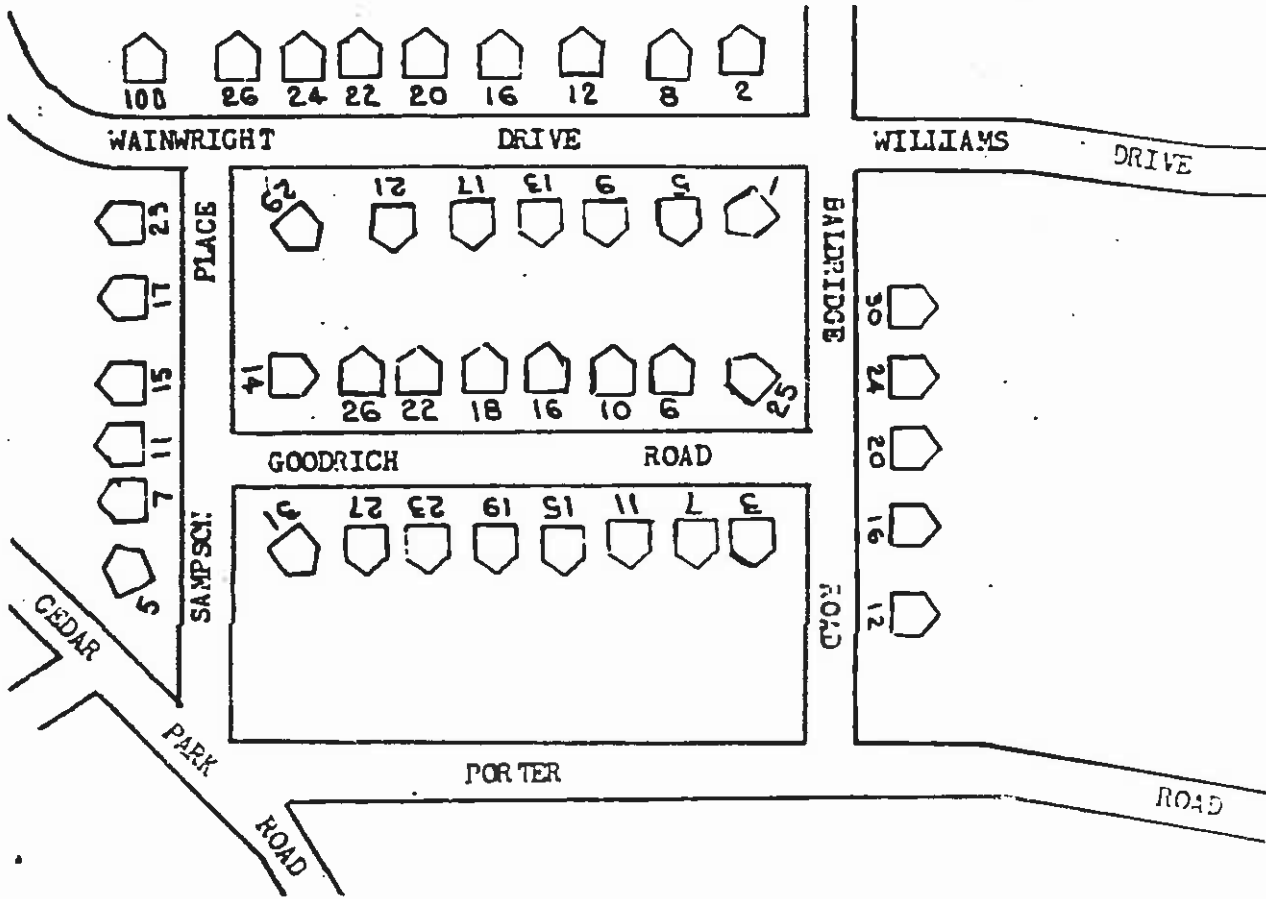 100 26 24 22 20 16 12 8 2
WAINWRIGHT DRIVE WILLIAMS DRIVE
29 21 17 13 9 5 1
23
17
15
11
7
5
SAMPSON PLACE
BALDRIDGE ROAD
30
24
20
16
12
14 26 22 18 16 10 6 25
GOODRICH ROAD
27 23 19 15 11 7 3
CEDAR PARK ROAD
PORTER ROAD